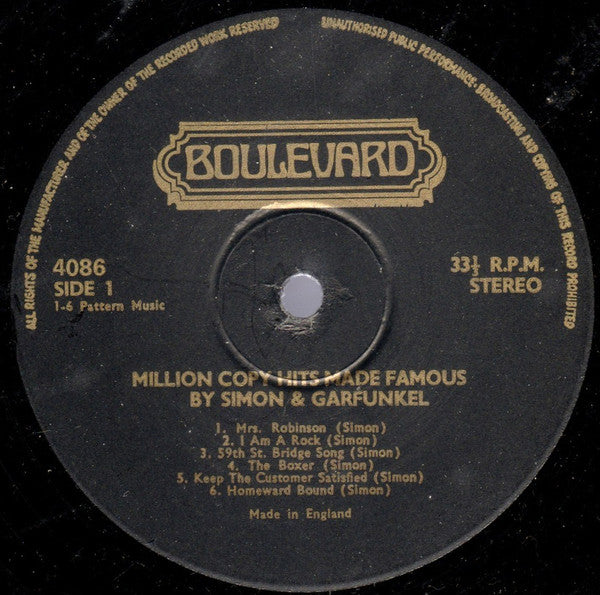 ALL RIGHTS OF THE MANUFACTURER AND OF THE OWNER OF THE RECORDED WORK RESERVED
UNAUTHORISED PUBLIC PERFORMANCE, BROADCASTING AND COPYING OF THIS RECORD PROHIBITED
BOULEVARD
4086
SIDE 1
1-6 Pattern Music
33⅓ R.P.M.
STEREO
MILLION COPY HITS MADE FAMOUS
BY SIMON & GARFUNKEL
1. Mrs. Robinson (Simon)
2. I Am A Rock (Simon)
3. 59th St. Bridge Song (Simon)
4. The Boxer (Simon)
5. Keep The Customer Satisfied (Simon)
6. Homeward Bound (Simon)
Made in England